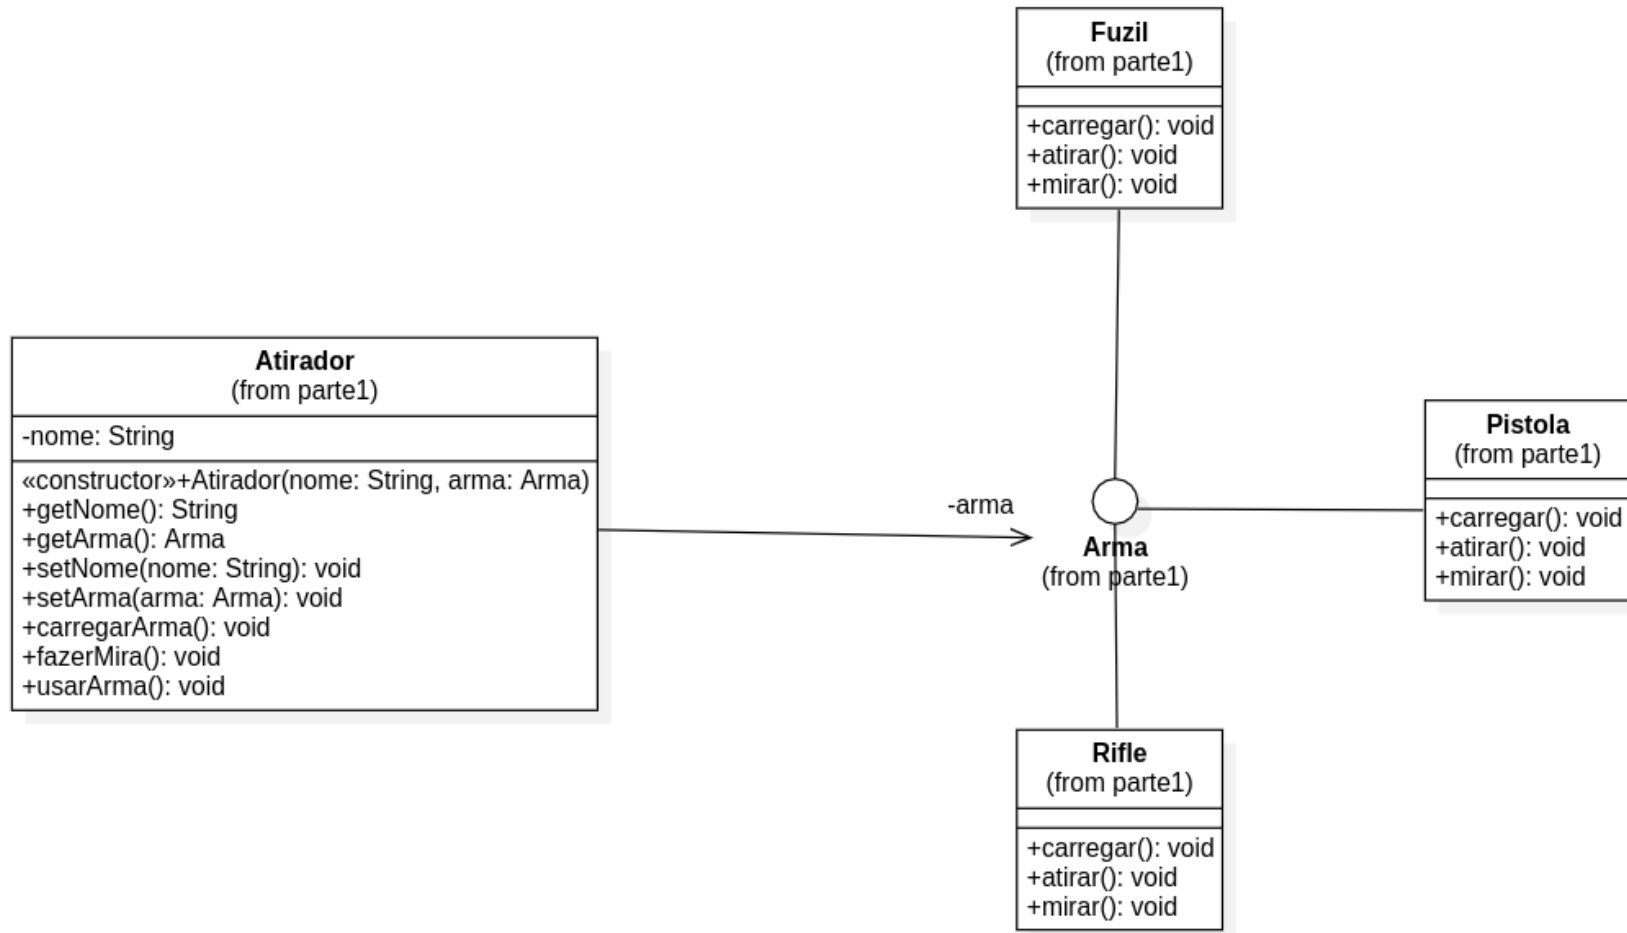 Fuzil
(from parte1)
+carregar(): void
+atirar(): void
+mirar(): void
Atirador
(from parte1)
-nome: String
«constructor»+Atirador(nome: String, arma: Arma)
+getNome(): String
+getArma(): Arma
+setNome(nome: String): void
+setArma(arma: Arma): void
+carregarArma(): void
+fazerMira(): void
+usarArma(): void
-arma
Arma
(from parte1)
Pistola
(from parte1)
+carregar(): void
+atirar(): void
+mirar(): void
Rifle
(from parte1)
+carregar(): void
+atirar(): void
+mirar(): void